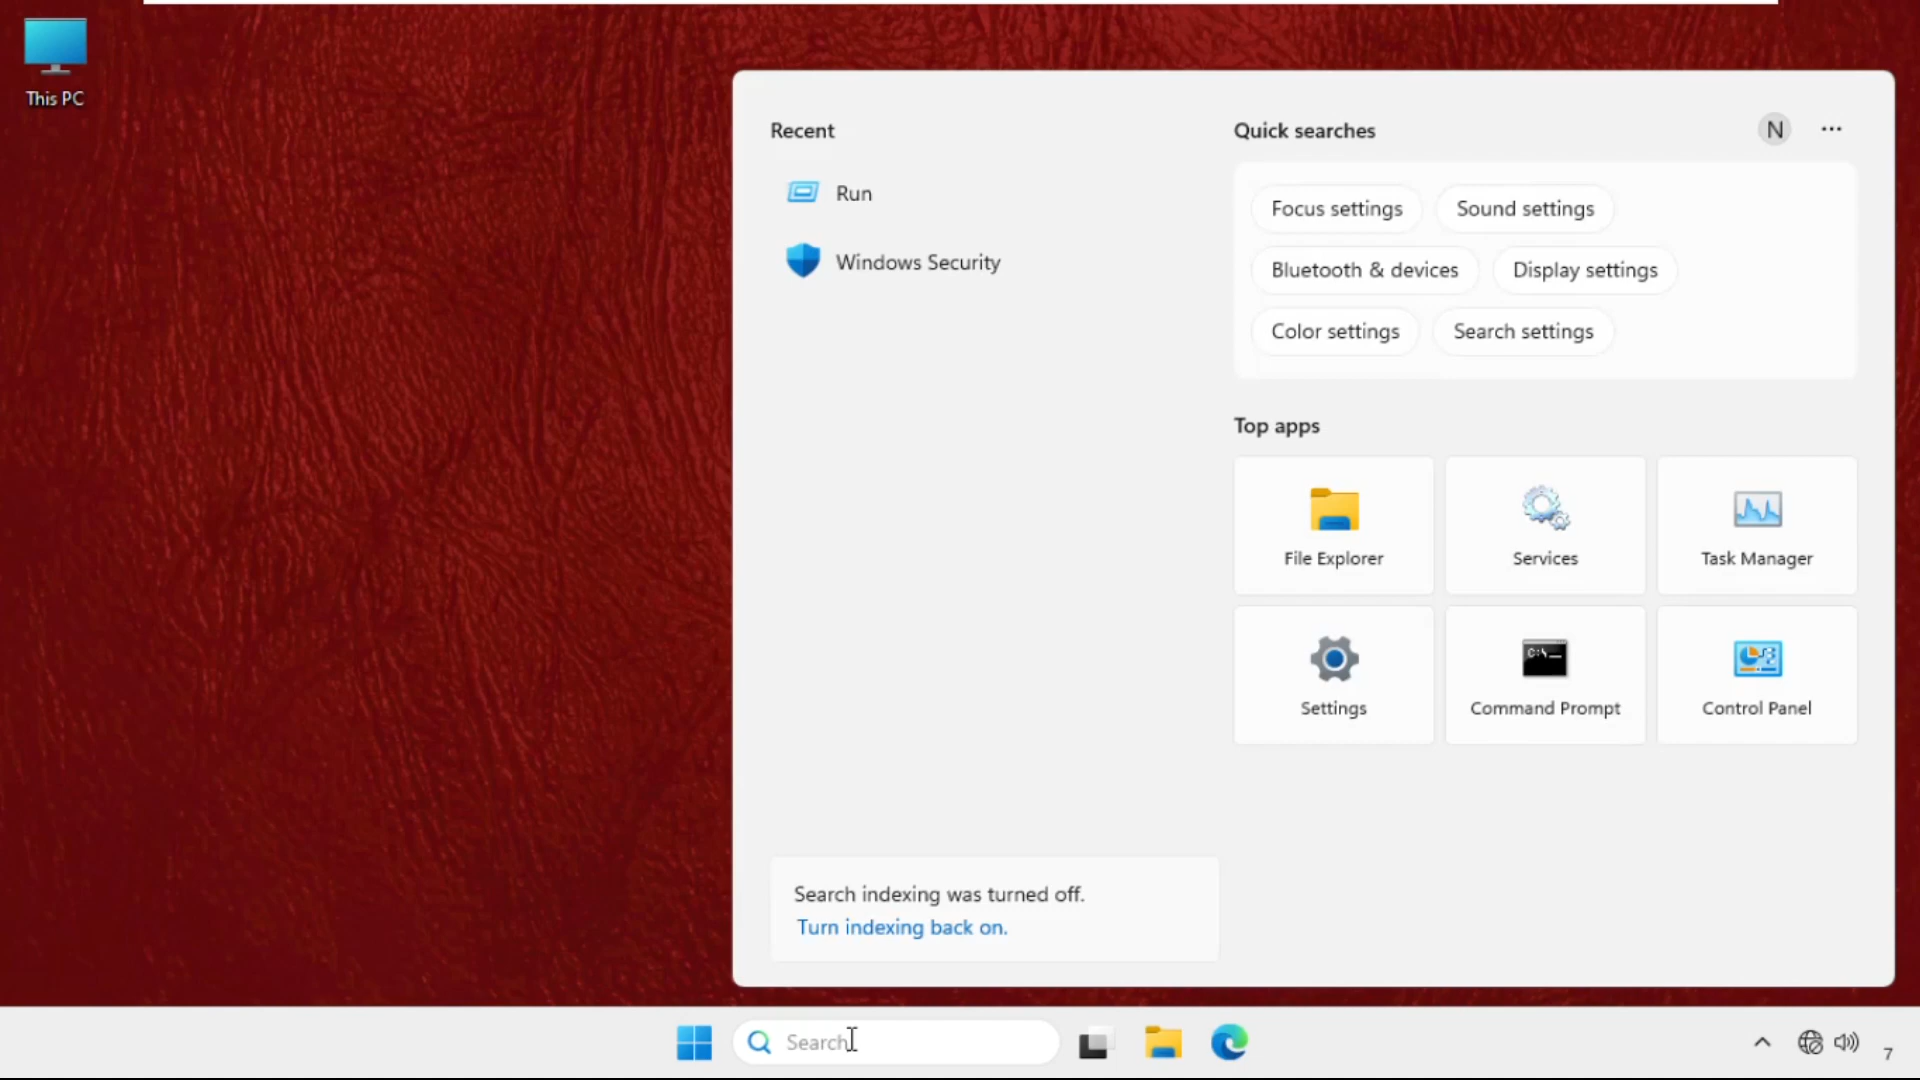 This PC
Recent
Run
Windows Security
Search indexing was turned off.
Turn indexing back on.
Quick searches
N
Focus settings
Sound settings
Bluetooth & devices
Display settings
Color settings
Search settings
Top apps
File Explorer
Services
Task Manager
Settings
C:\_
Command Prompt
Control Panel
Search
7